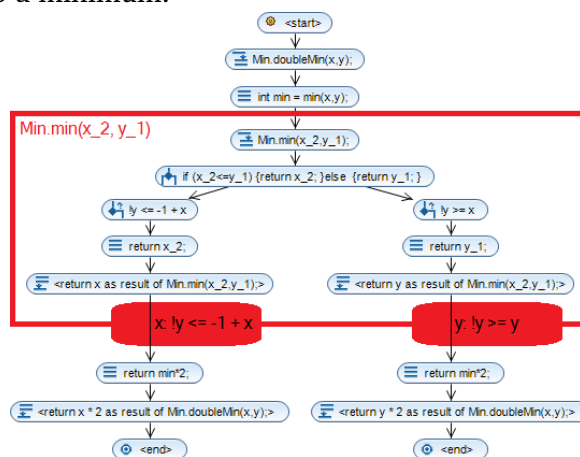 o a minimum.
<start>
Min.doubleMin(x,y);
int min = min(x,y);
Min.min(x_2, y_1)
Min.min(x_2,y_1);
if (x_2<=y_1) {return x_2; }else {return y_1; }
!y <= -1 + x
!y >= x
return x_2;
return y_1;
<return x as result of Min.min(x_2,y_1);>
<return y as result of Min.min(x_2,y_1);>
x: !y <= -1 + x
y: !y >= y
return min*2;
return min*2;
<return x * 2 as result of Min.doubleMin(x,y);>
<return y * 2 as result of Min.doubleMin(x,y);>
<end>
<end>